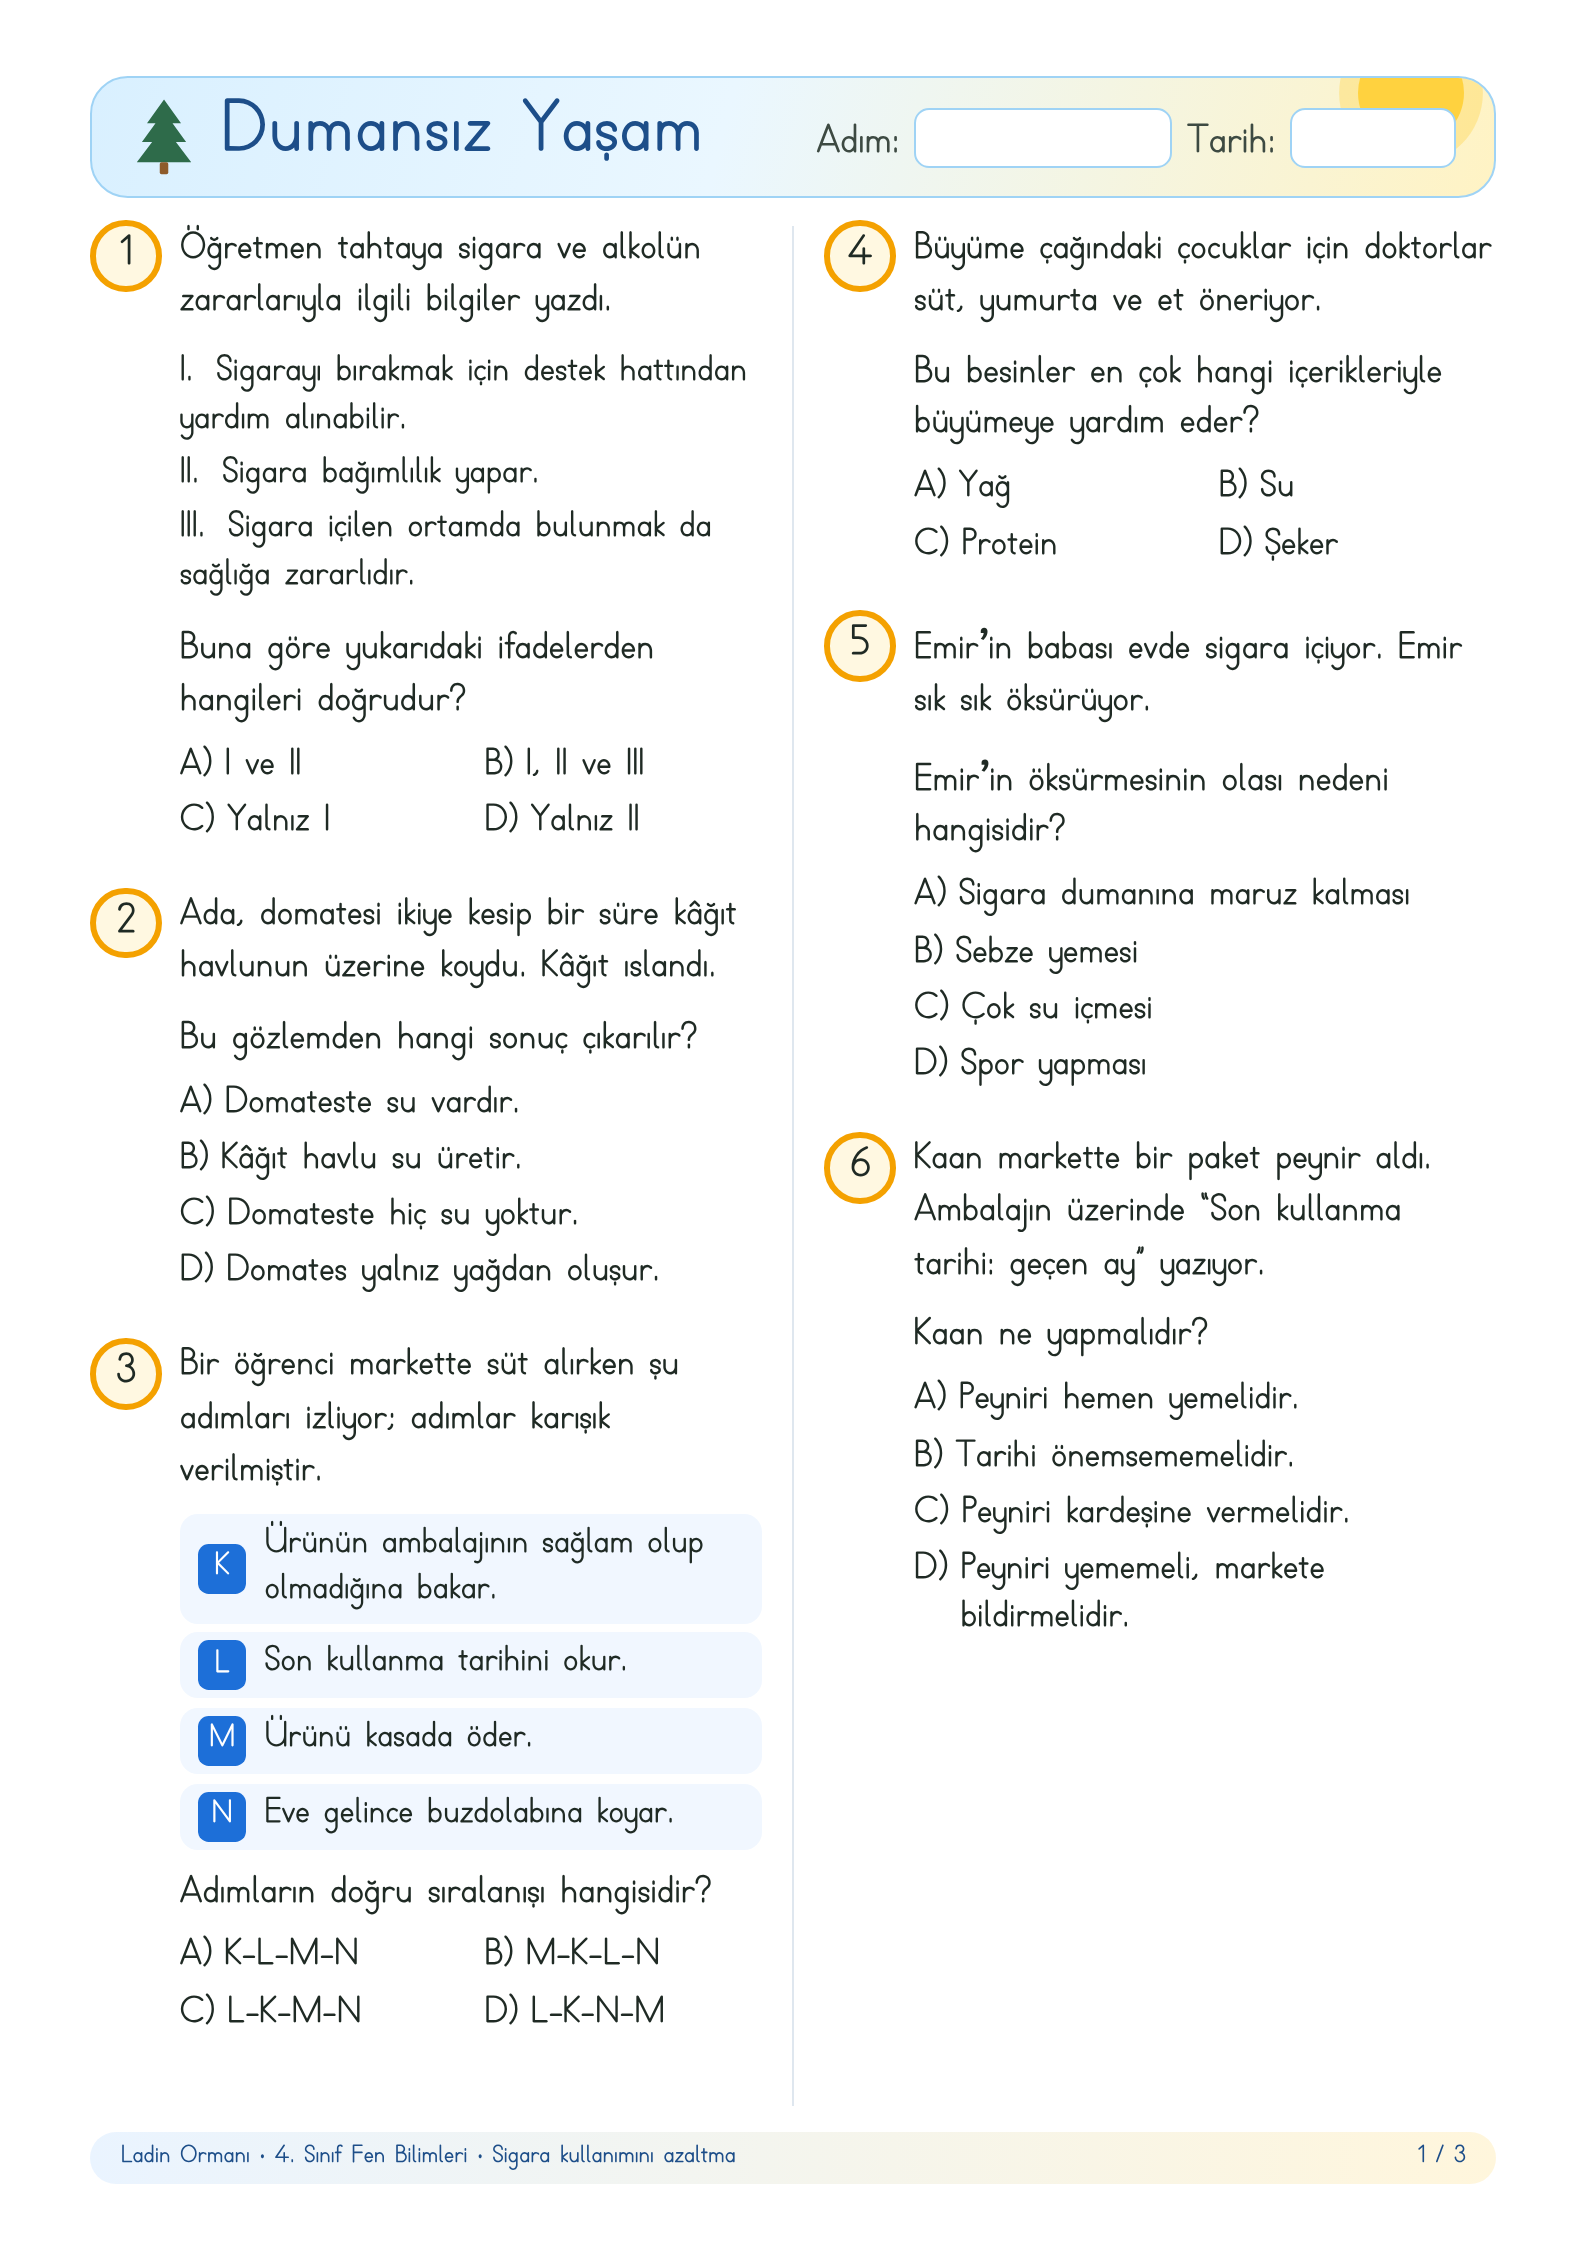 Dumansız Yaşam
Adım:
Tarih:
1
Öğretmen tahtaya sigara ve alkolün
zararlarıyla ilgili bilgiler yazdı.
I. Sigarayı bırakmak için destek hattından
yardım alınabilir.
II. Sigara bağımlılık yapar.
III. Sigara içilen ortamda bulunmak da
sağlığa zararlıdır.
Buna göre yukarıdaki ifadelerden
hangileri doğrudur?
A) I ve II
B) I, II ve III
C) Yalnız I
D) Yalnız II
2
Ada, domatesi ikiye kesip bir süre kâğıt
havlunun üzerine koydu. Kâğıt ıslandı.
Bu gözlemden hangi sonuç çıkarılır?
A) Domateste su vardır.
B) Kâğıt havlu su üretir.
C) Domateste hiç su yoktur.
D) Domates yalnız yağdan oluşur.
3
Bir öğrenci markette süt alırken şu
adımları izliyor; adımlar karışık
verilmiştir.
K
Ürünün ambalajının sağlam olup
olmadığına bakar.
L
Son kullanma tarihini okur.
M
Ürünü kasada öder.
N
Eve gelince buzdolabına koyar.
Adımların doğru sıralanışı hangisidir?
A) K-L-M-N
B) M-K-L-N
C) L-K-M-N
D) L-K-N-M
4
Büyüme çağındaki çocuklar için doktorlar
süt, yumurta ve et öneriyor.
Bu besinler en çok hangi içerikleriyle
büyümeye yardım eder?
A) Yağ
B) Su
C) Protein
D) Şeker
5
Emir’in babası evde sigara içiyor. Emir
sık sık öksürüyor.
Emir’in öksürmesinin olası nedeni
hangisidir?
A) Sigara dumanına maruz kalması
B) Sebze yemesi
C) Çok su içmesi
D) Spor yapması
6
Kaan markette bir paket peynir aldı.
Ambalajın üzerinde “Son kullanma
tarihi: geçen ay” yazıyor.
Kaan ne yapmalıdır?
A) Peyniri hemen yemelidir.
B) Tarihi önemsememelidir.
C) Peyniri kardeşine vermelidir.
D) Peyniri yememeli, markete
bildirmelidir.
Ladin Ormanı • 4. Sınıf Fen Bilimleri • Sigara kullanımını azaltma
1 / 3